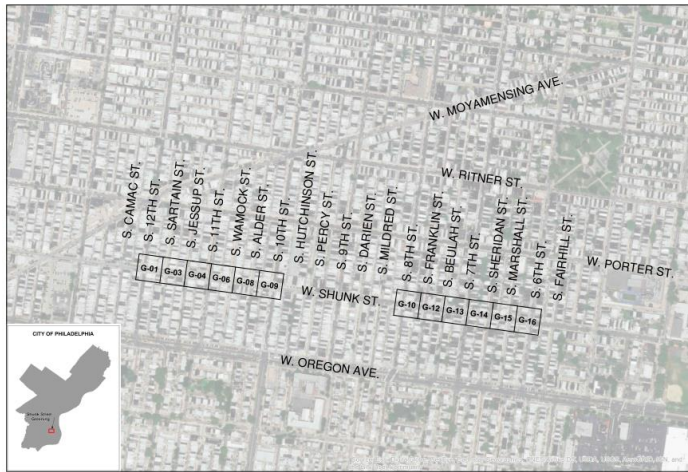 W. MOYAMENSING AVE.
W. RITNER ST.
S. CAMAC ST.
S. 12TH ST.
S. SARTAIN ST.
S. JESSUP ST.
S. 11TH ST.
S. WAMOCK ST.
S. ALDER ST.
S. 10TH ST.
S. HUTCHINSON ST.
S. PERCY ST.
S. 9TH ST.
S. DARIEN ST.
S. MILDRED ST.
S. 8TH ST.
S. FRANKLIN ST.
S. BEULAH ST.
S. 7TH ST.
S. SHERIDAN ST.
S. MARSHALL ST.
S. 6TH ST.
S. FAIRHILL ST.
W. PORTER ST.
G-01 G-03 G-04 G-06 G-08 G-09
W. SHUNK ST.
G-10 G-12 G-13 G-14 G-15 G-16
W. OREGON AVE.
CITY OF PHILADELPHIA
Shunk Street